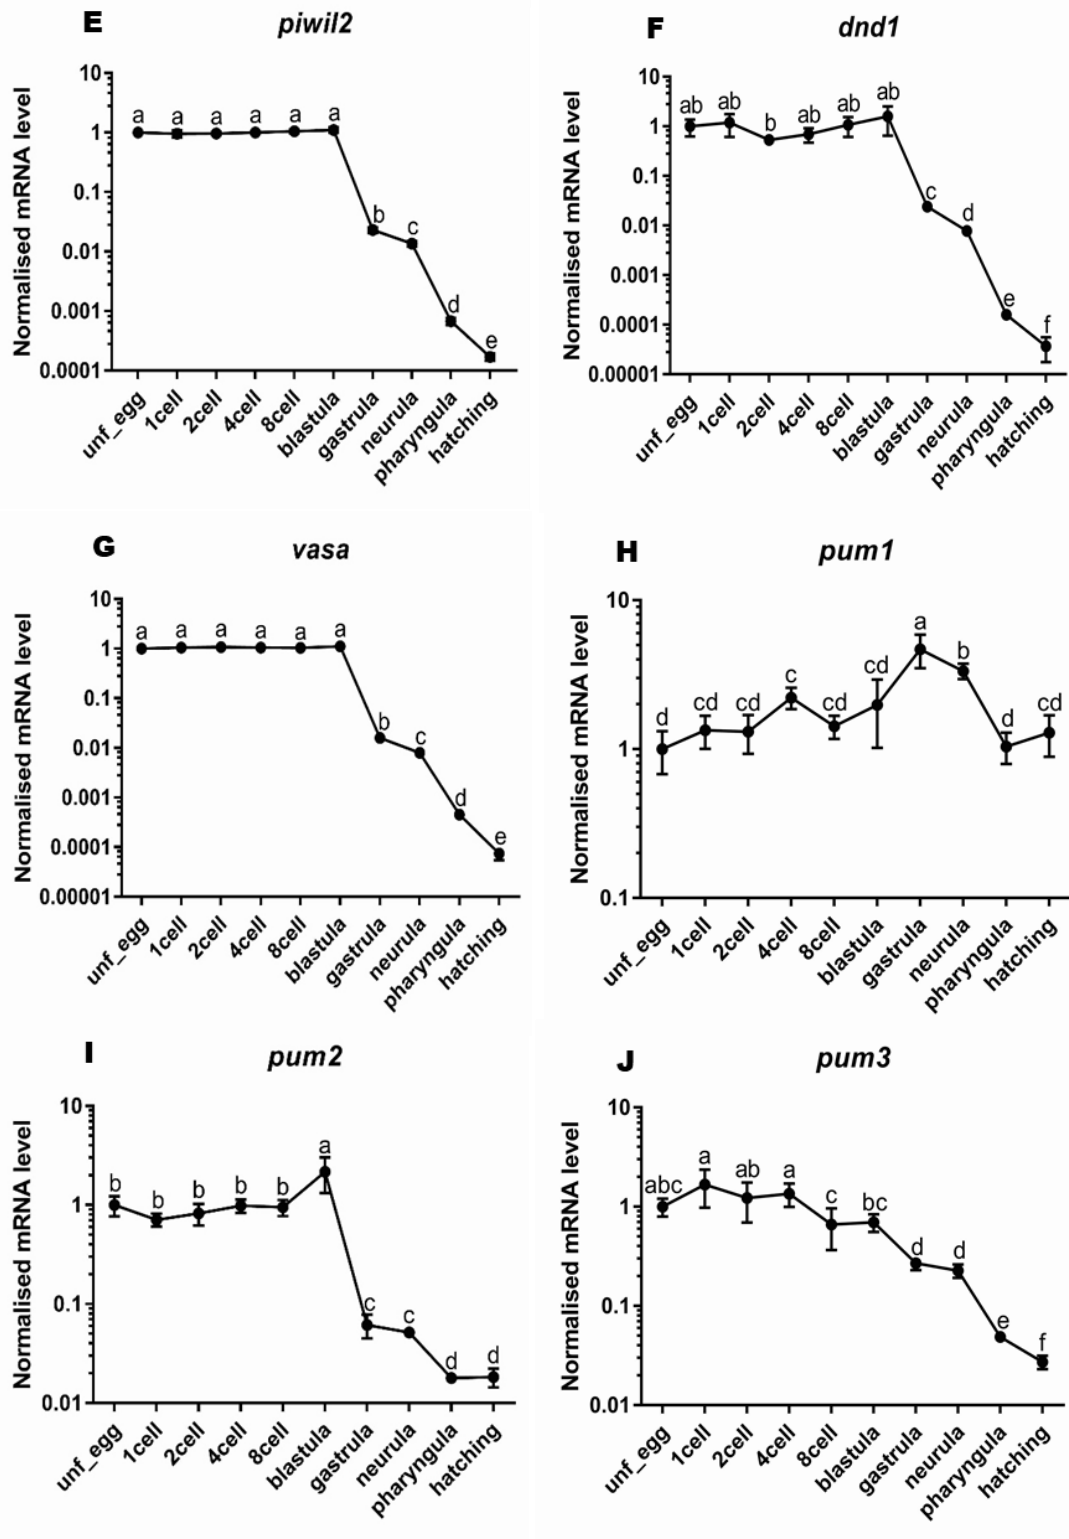 E piwil2
Normalised mRNA level
10
1
0.1
0.01
0.001
0.0001
a a a a a a b c d e
unf_egg 1cell 2cell 4cell 8cell blastula gastrula neurula pharyngula hatching
F dnd1
Normalised mRNA level
10
1
0.1
0.01
0.001
0.0001
0.00001
ab ab b ab ab ab c d e f
unf_egg 1cell 2cell 4cell 8cell blastula gastrula neurula pharyngula hatching
G vasa
Normalised mRNA level
10
1
0.1
0.01
0.001
0.0001
0.00001
a a a a a a b c d e
unf_egg 1cell 2cell 4cell 8cell blastula gastrula neurula pharyngula hatching
H pum1
Normalised mRNA level
10
1
0.1
d cd cd c cd cd a b d cd
unf_egg 1cell 2cell 4cell 8cell blastula gastrula neurula pharyngula hatching
I pum2
Normalised mRNA level
10
1
0.1
0.01
b b b b b a c c d d
unf_egg 1cell 2cell 4cell 8cell blastula gastrula neurula pharyngula hatching
J pum3
Normalised mRNA level
10
1
0.1
0.01
abc a ab a c bc d d e f
unf_egg 1cell 2cell 4cell 8cell blastula gastrula neurula pharyngula hatching